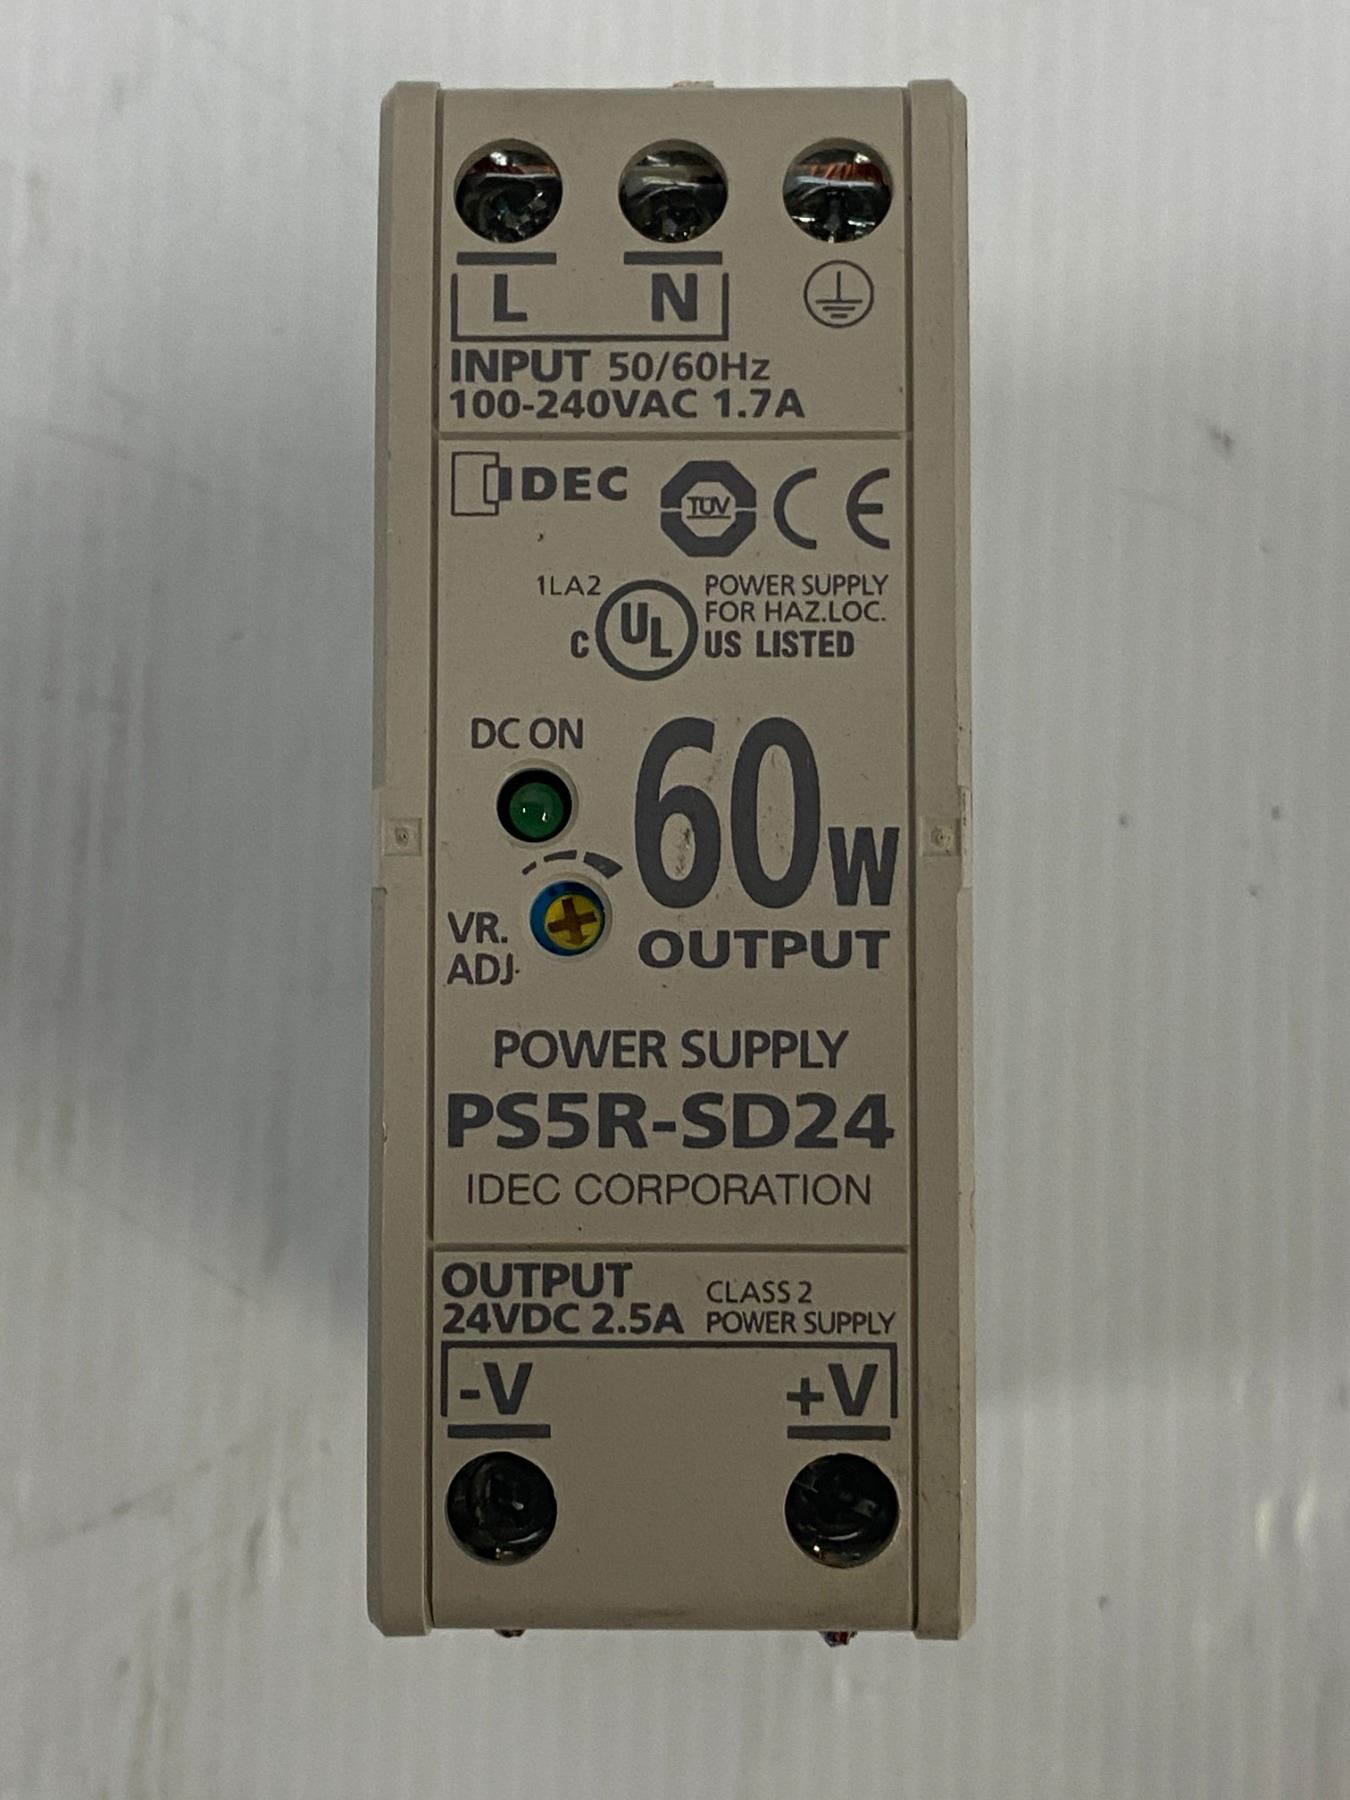 L N
INPUT 50/60Hz
100-240VAC 1.7A
IDEC TÜV CE
1LA2 POWER SUPPLY
FOR HAZ.LOC.
C UL US LISTED
DC ON
60W
OUTPUT
VR.
ADJ.
POWER SUPPLY
PS5R-SD24
IDEC CORPORATION
OUTPUT CLASS 2
24VDC 2.5A POWER SUPPLY
-V +V